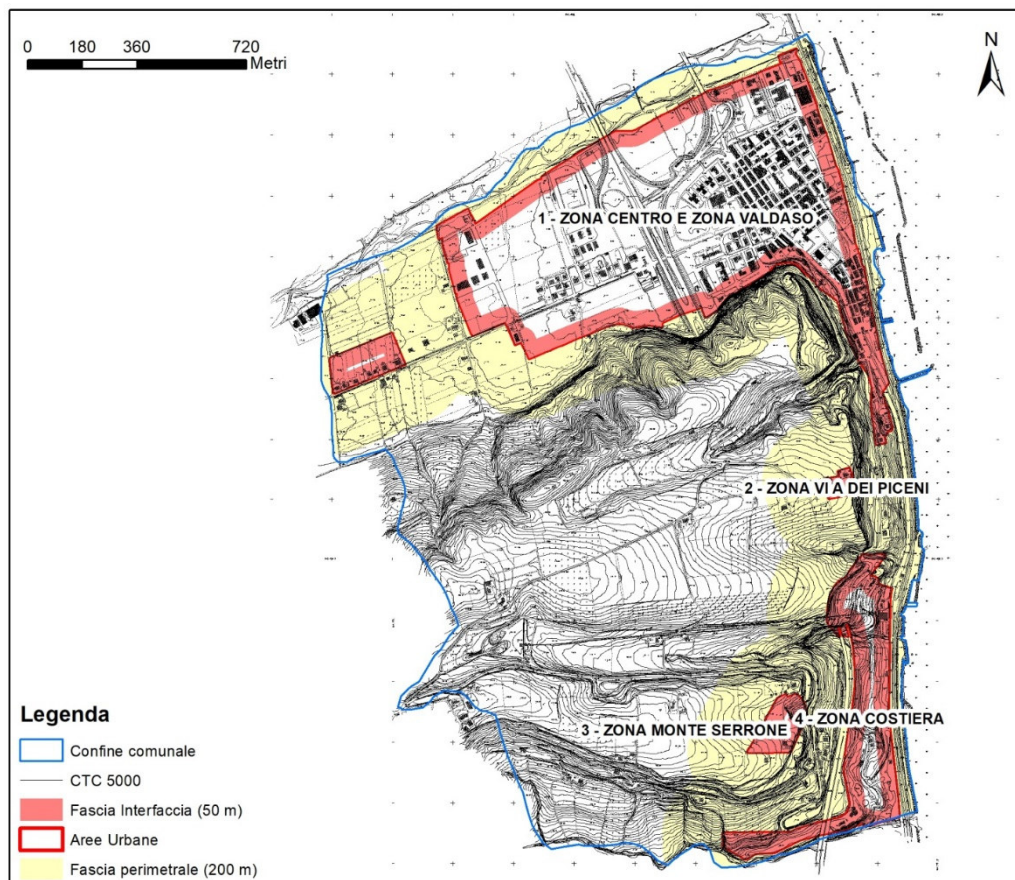 0 180 360 720
Metri
N
1 - ZONA CENTRO E ZONA VALDASO
2 - ZONA VI A DEI PICENI
3 - ZONA MONTE SERRONE
4 - ZONA COSTIERA
Legenda
Confine comunale
CTC 5000
Fascia Interfaccia (50 m)
Aree Urbane
Fascia perimetrale (200 m)